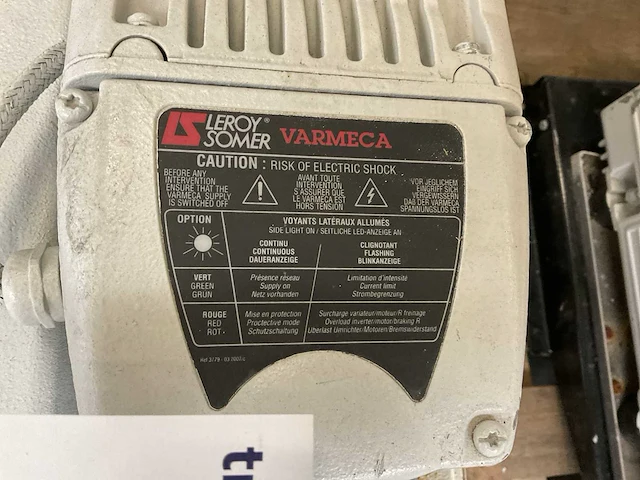 LS LEROY®
SOMER VARMECA
CAUTION : RISK OF ELECTRIC SHOCK
BEFORE ANY
INTERVENTION
ENSURE THAT THE
VARMECA SUPPLY
IS SWITCHED OFF
AVANT TOUTE
INTERVENTION
S'ASSURER QUE
LE VARMECA EST
HORS TENSION
VOR JEGLICHEM
EINGRIFF SICH
VERGEWISSERN
DAß DER VARMECA
SPANNUNGSLOS IST
OPTION
VOYANTS LATÉRAUX ALLUMÉS
SIDE LIGHT ON / SEITLICHE LED-ANZEIGE AN
CONTINU
CONTINUOUS
DAUERANZEIGE
CLIGNOTANT
FLASHING
BLINKANZEIGE
VERT
GREEN
GRÜN
Présence réseau
Supply on
Netz vorhanden
Limitation d'intensité
Current limit
Strombegrenzung
ROUGE
RED
ROT
Mise en protection
Proctective mode
Schutzschaltung
Surcharge variateur/moteur/R freinage
Overload inverter/motor/braking R
Überlast Umrichter/Motoren/Bremswiderstand